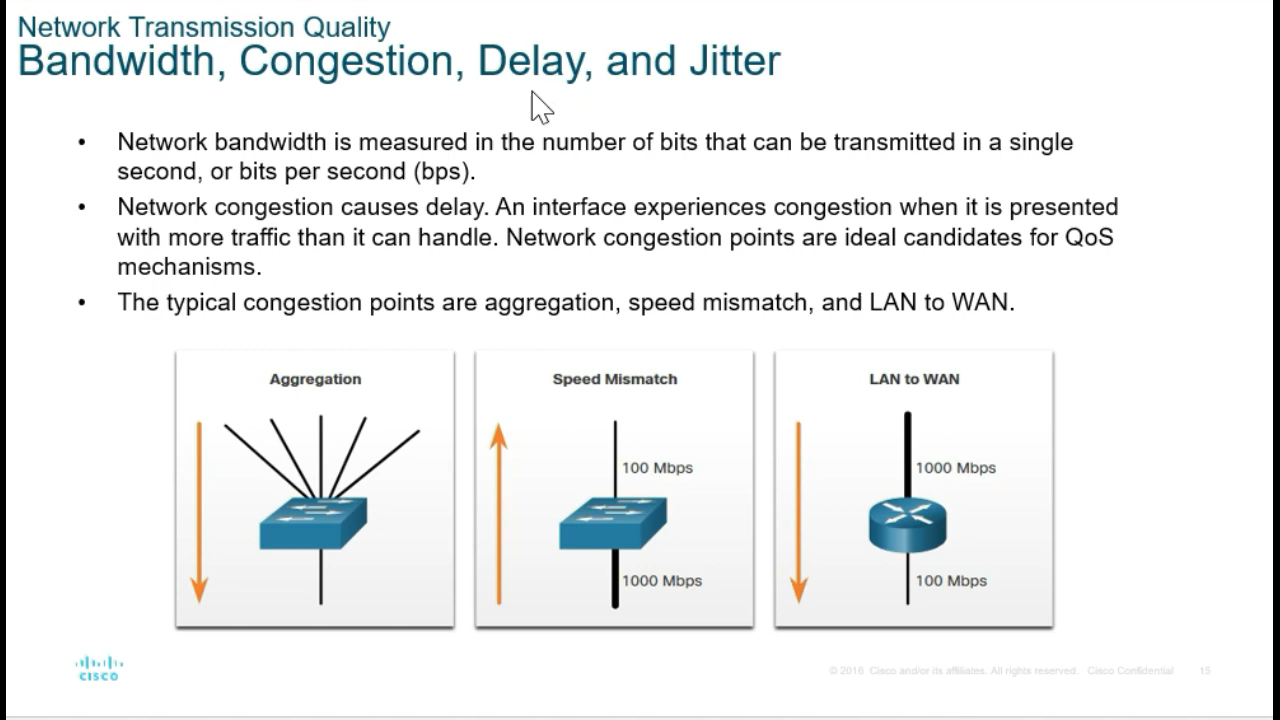 Network Transmission Quality
Bandwidth, Congestion, Delay, and Jitter
• Network bandwidth is measured in the number of bits that can be transmitted in a single
second, or bits per second (bps).
• Network congestion causes delay. An interface experiences congestion when it is presented
with more traffic than it can handle. Network congestion points are ideal candidates for QoS
mechanisms.
• The typical congestion points are aggregation, speed mismatch, and LAN to WAN.
Aggregation
Speed Mismatch
100 Mbps
1000 Mbps
LAN to WAN
1000 Mbps
100 Mbps
CISCO
© 2016 Cisco and/or its affiliates. All rights reserved. Cisco Confidential 15